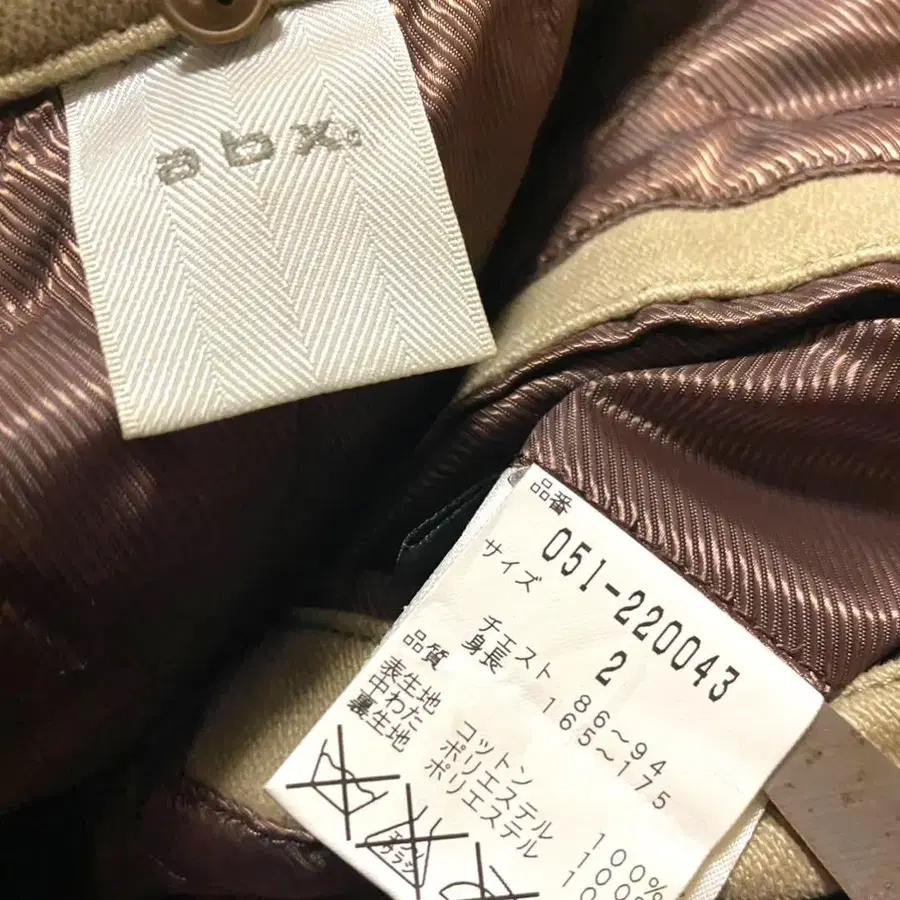 abx.
品番
051-220043
サイズ 2
チェスト 86～94
身長 165～175
品質
表生地 コットン 100%
中わた ポリエステル 100%
裏生地 ポリエステル 100